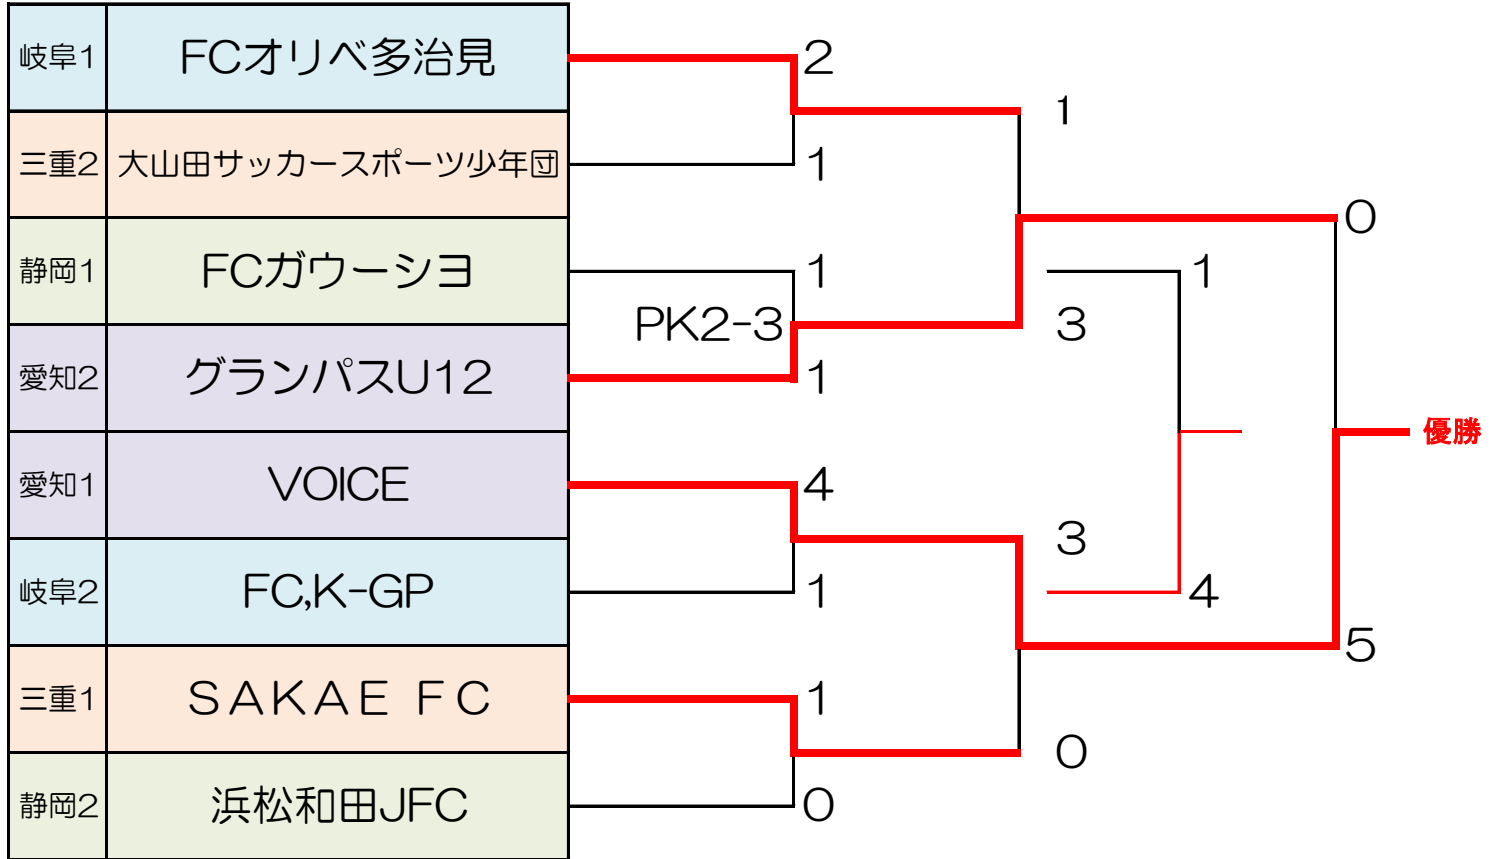 岐阜1 FCオリベ多治見 2
1
三重2 大山田サッカースポーツ少年団 1
0
静岡1 FCガウーショ 1 1
PK2-3 3
愛知2 グランパスU12 1
優勝
愛知1 VOICE 4
3
岐阜2 FC,K-GP 1 4
5
三重1 SAKAE FC 1
0
静岡2 浜松和田JFC 0